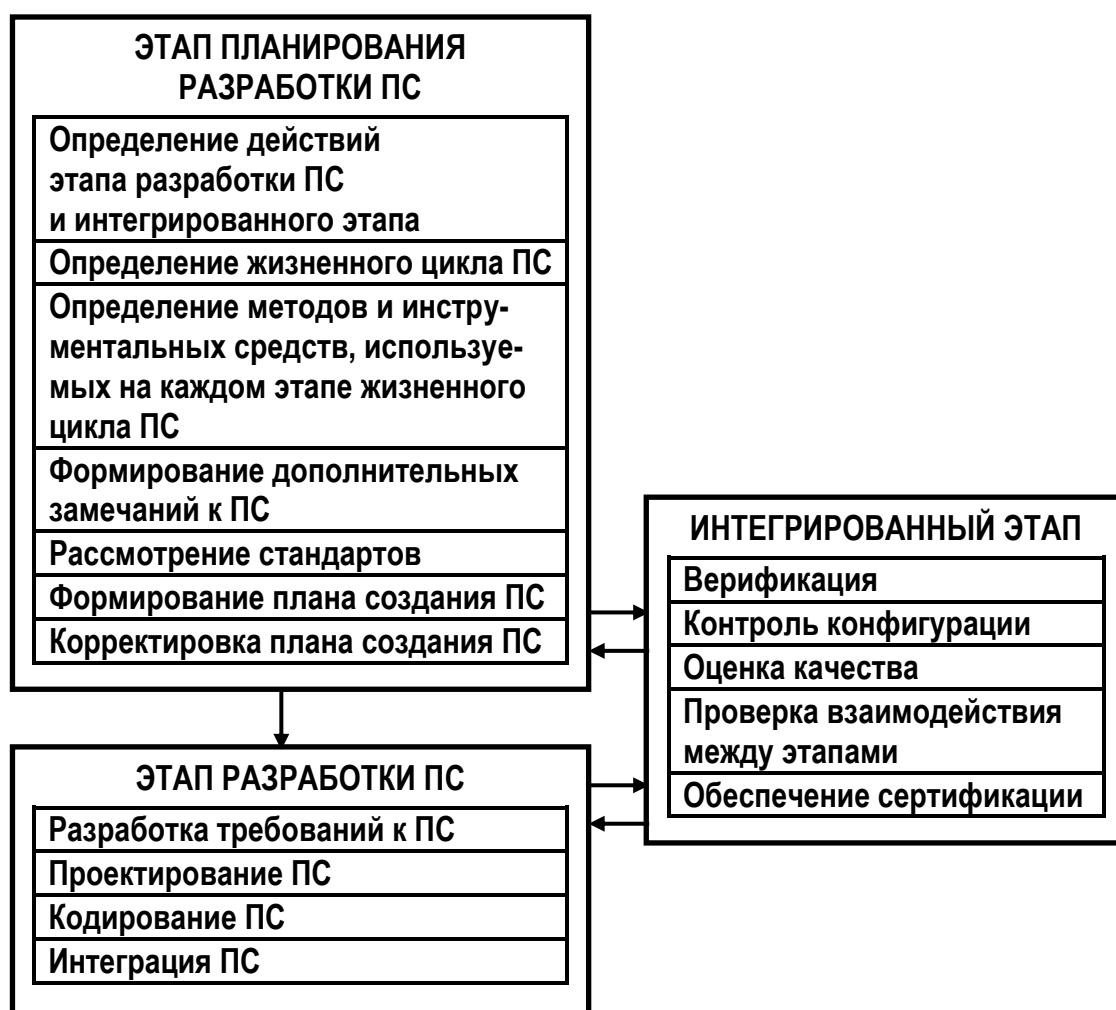 ЭТАП ПЛАНИРОВАНИЯ
РАЗРАБОТКИ ПС
Определение действий
этапа разработки ПС
и интегрированного этапа
Определение жизненного цикла ПС
Определение методов и инстру-
ментальных средств, используе-
мых на каждом этапе жизненного
цикла ПС
Формирование дополнительных
замечаний к ПС
Рассмотрение стандартов
Формирование плана создания ПС
Корректировка плана создания ПС
ИНТЕГРИРОВАННЫЙ ЭТАП
Верификация
Контроль конфигурации
Оценка качества
Проверка взаимодействия
между этапами
Обеспечение сертификации
ЭТАП РАЗРАБОТКИ ПС
Разработка требований к ПС
Проектирование ПС
Кодирование ПС
Интеграция ПС